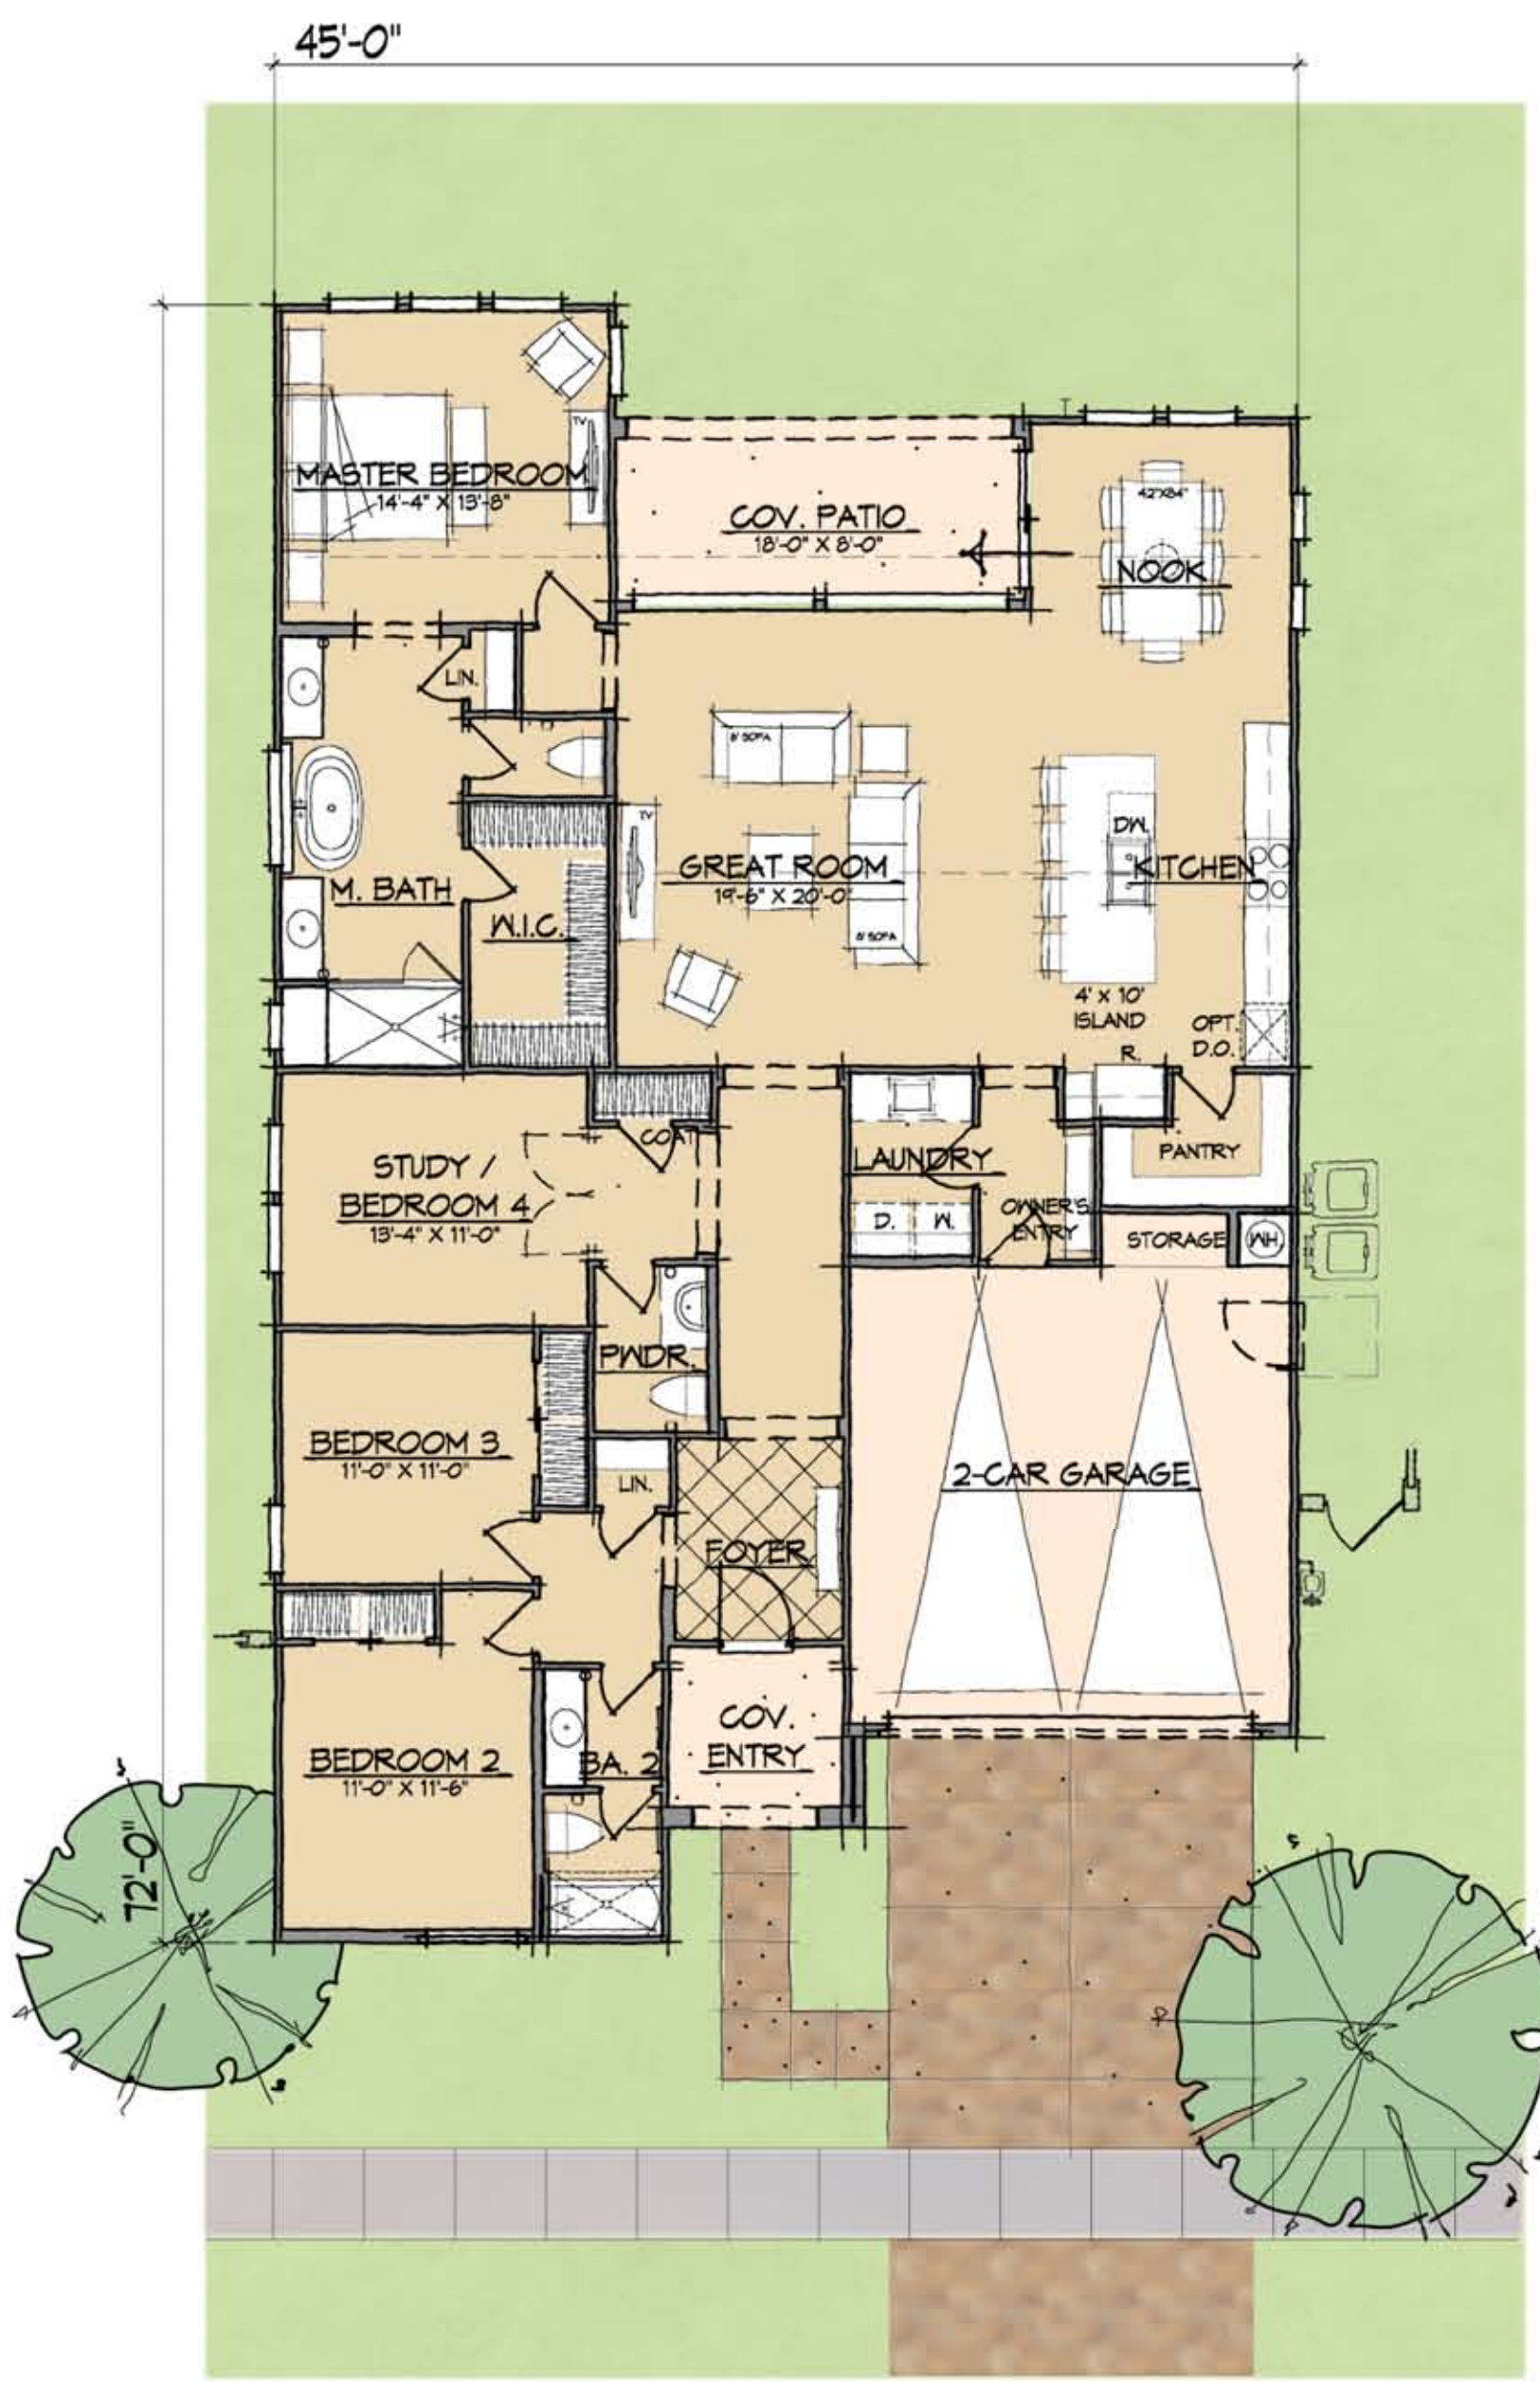 45'-0"
MASTER BEDROOM
14'-4" X 13'-8"
TV
COV. PATIO
18'-0" X 8'-0"
42"X84"
NOOK
LIN.
8' SOFA
TV
DW.
GREAT ROOM
19'-6" X 20'-0"
KITCHEN
M. BATH
W.I.C.
8' SOFA
4' X 10'
ISLAND
OPT.
D.O.
R.
COAT
STUDY /
BEDROOM 4
13'-4" X 11'-0"
LAUNDRY
PANTRY
OWNER'S
ENTRY
D.
W.
STORAGE
WH
PWDR.
BEDROOM 3
11'-0" X 11'-0"
LIN.
2-CAR GARAGE
FOYER
COV.
ENTRY
BEDROOM 2
11'-0" X 11'-6"
BA. 2
72'-0"